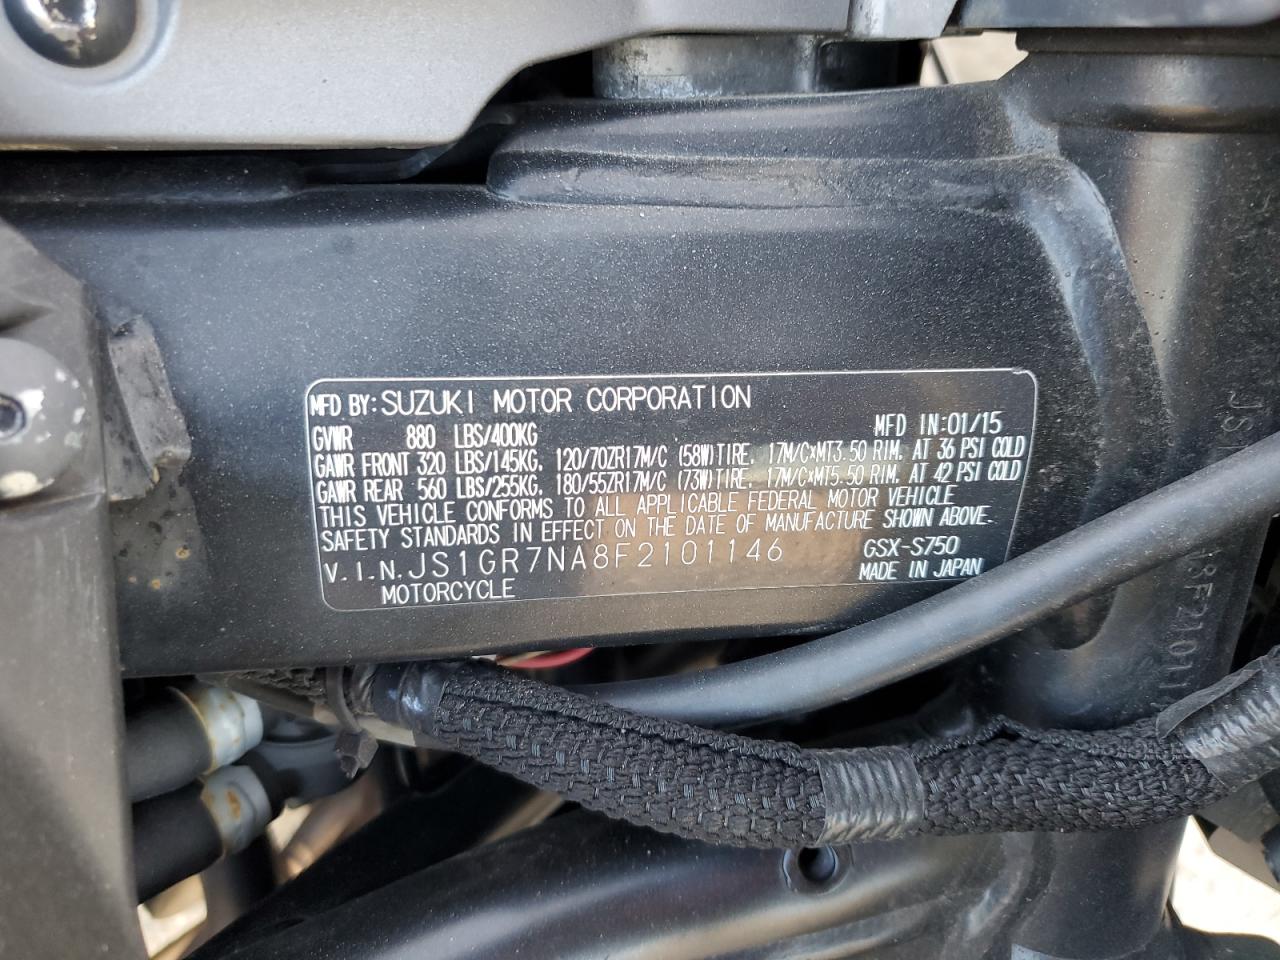 MFD BY: SUZUKI MOTOR CORPORATION
GVWR 880 LBS/400KG MFD IN:01/15
GAWR FRONT 320 LBS/145KG. 120/70ZR17M/C (58W)TIRE. 17M/C×MT3.50 RIM. AT 36 PSI COLD
GAWR REAR 560 LBS/255KG. 180/55ZR17M/C (73W)TIRE. 17M/C×MT5.50 RIM. AT 42 PSI COLD
THIS VEHICLE CONFORMS TO ALL APPLICABLE FEDERAL MOTOR VEHICLE
SAFETY STANDARDS IN EFFECT ON THE DATE OF MANUFACTURE SHOWN ABOVE.
V.I.N.JS1GR7NA8F2101146 GSX-S750
MOTORCYCLE MADE IN JAPAN